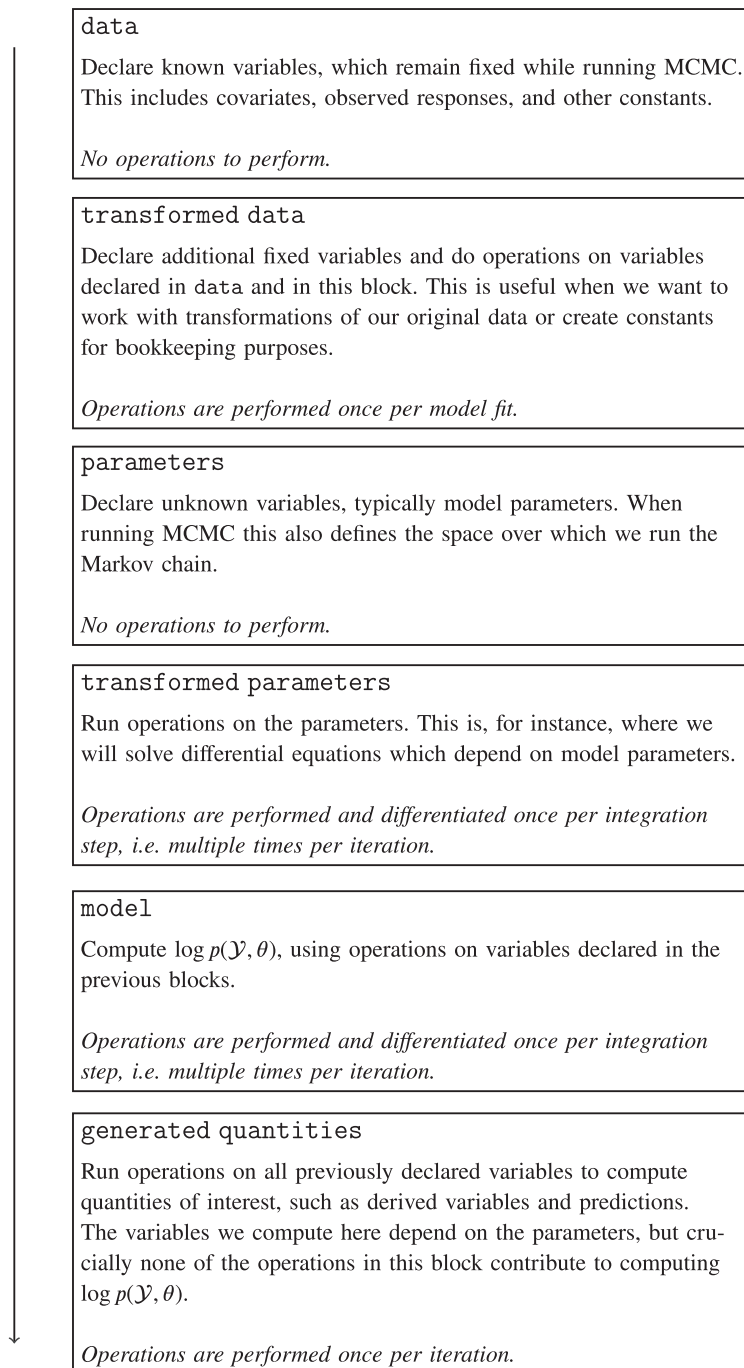 data
Declare known variables, which remain fixed while running MCMC.
This includes covariates, observed responses, and other constants.
No operations to perform.
transformed data
Declare additional fixed variables and do operations on variables
declared in data and in this block. This is useful when we want to
work with transformations of our original data or create constants
for bookkeeping purposes.
Operations are performed once per model fit.
parameters
Declare unknown variables, typically model parameters. When
running MCMC this also defines the space over which we run the
Markov chain.
No operations to perform.
transformed parameters
Run operations on the parameters. This is, for instance, where we
will solve differential equations which depend on model parameters.
Operations are performed and differentiated once per integration
step, i.e. multiple times per iteration.
model
Compute log p(𝒴, θ), using operations on variables declared in the
previous blocks.
Operations are performed and differentiated once per integration
step, i.e. multiple times per iteration.
generated quantities
Run operations on all previously declared variables to compute
quantities of interest, such as derived variables and predictions.
The variables we compute here depend on the parameters, but cru-
cially none of the operations in this block contribute to computing
log p(𝒴, θ).
Operations are performed once per iteration.